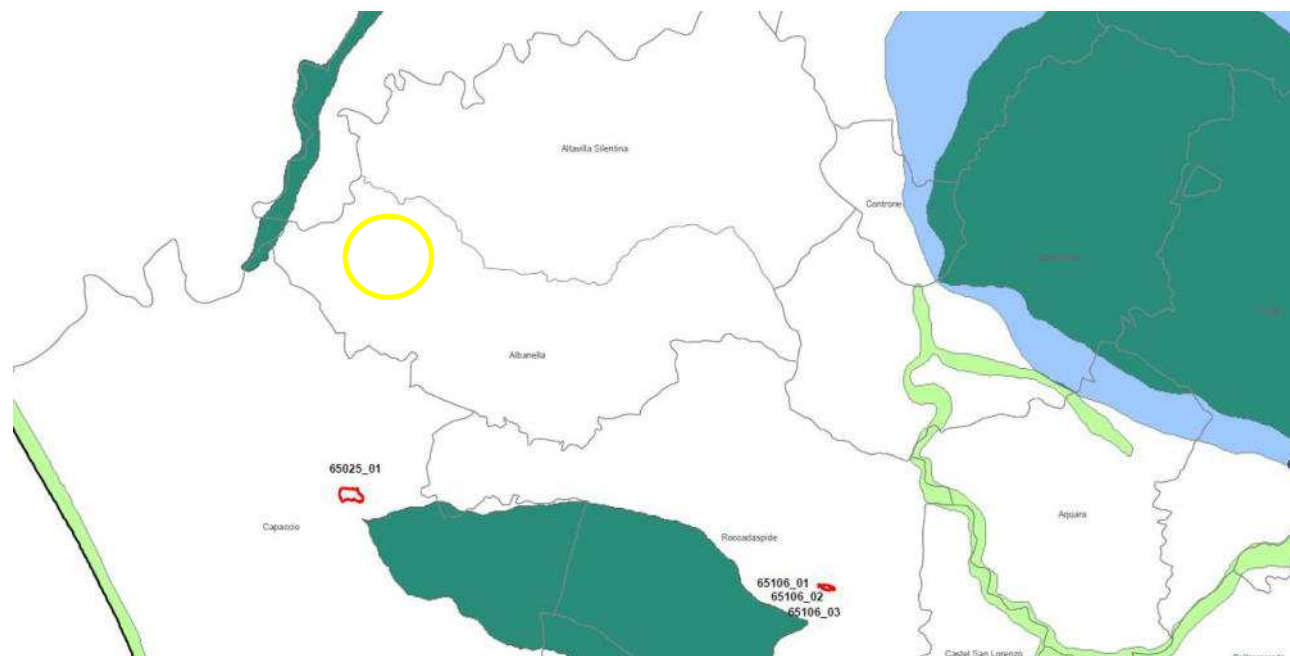 Altavilla Silentina
Controne
Albanella
65025_01
Capaccio
Roccadaspide
Aquara
65106_01
65106_02
65106_03
Castel San Lorenzo